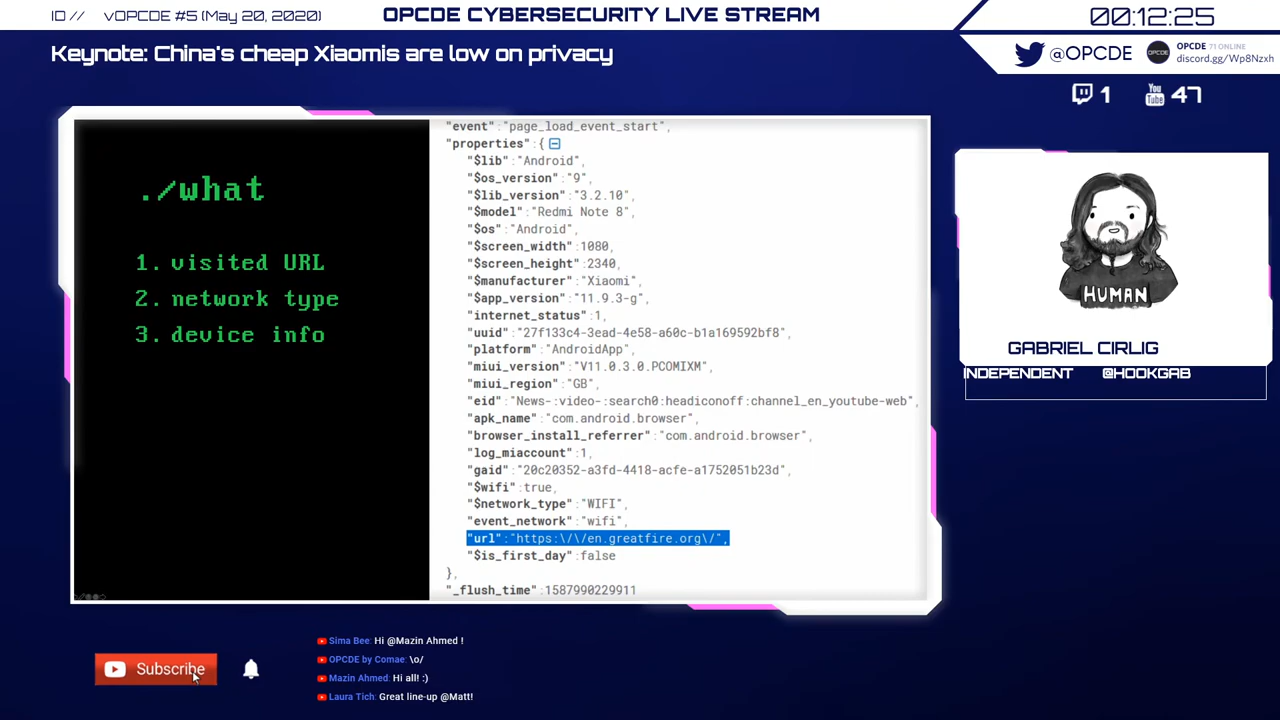 ID // vOPCDE #5 (May 20, 2020)
OPCDE CYBERSECURITY LIVE STREAM
00:12:25
Keynote: China's cheap Xiaomis are low on privacy
@OPCDE
OPCDE 71 ONLINE
discord.gg/Wp8Nzxh
1
You Tube 47
./what
1. visited URL
2. network type
3. device info
"event":"page_load_event_start",
"properties":{
"$lib":"Android",
"$os_version":"9",
"$lib_version":"3.2.10",
"$model":"Redmi Note 8",
"$os":"Android",
"$screen_width":1080,
"$screen_height":2340,
"$manufacturer":"Xiaomi",
"$app_version":"11.9.3-g",
"internet_status":1,
"uuid":"27f133c4-3ead-4e58-a60c-b1a169592bf8",
"platform":"AndroidApp",
"miui_version":"V11.0.3.0.PCOMIXM",
"miui_region":"GB",
"eid":"News-:video-:search0:headiconoff:channel_en_youtube-web",
"apk_name":"com.android.browser",
"browser_install_referrer":"com.android.browser",
"log_miaccount":1,
"gaid":"20c20352-a3fd-4418-acfe-a1752051b23d",
"$wifi":true,
"$network_type":"WIFI",
"event_network":"wifi",
"url":"https:\/\/en.greatfire.org\/",
"$is_first_day":false
},
"_flush_time":1587990229911
HUMAN
GABRIEL CIRLIG
INDEPENDENT @HOOKGAB
Subscribe
Sima Bee: Hi @Mazin Ahmed !
OPCDE by Comae: \o/
Mazin Ahmed: Hi all! :)
Laura Tich: Great line-up @Matt!